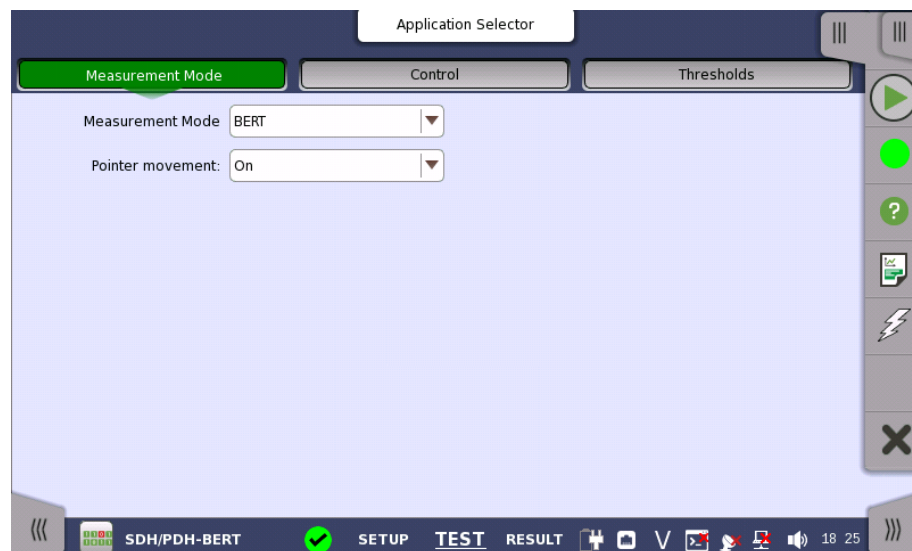 Application Selector
Measurement Mode Control Thresholds
Measurement Mode BERT
Pointer movement: On
SDH/PDH-BERT SETUP TEST RESULT V 18 25